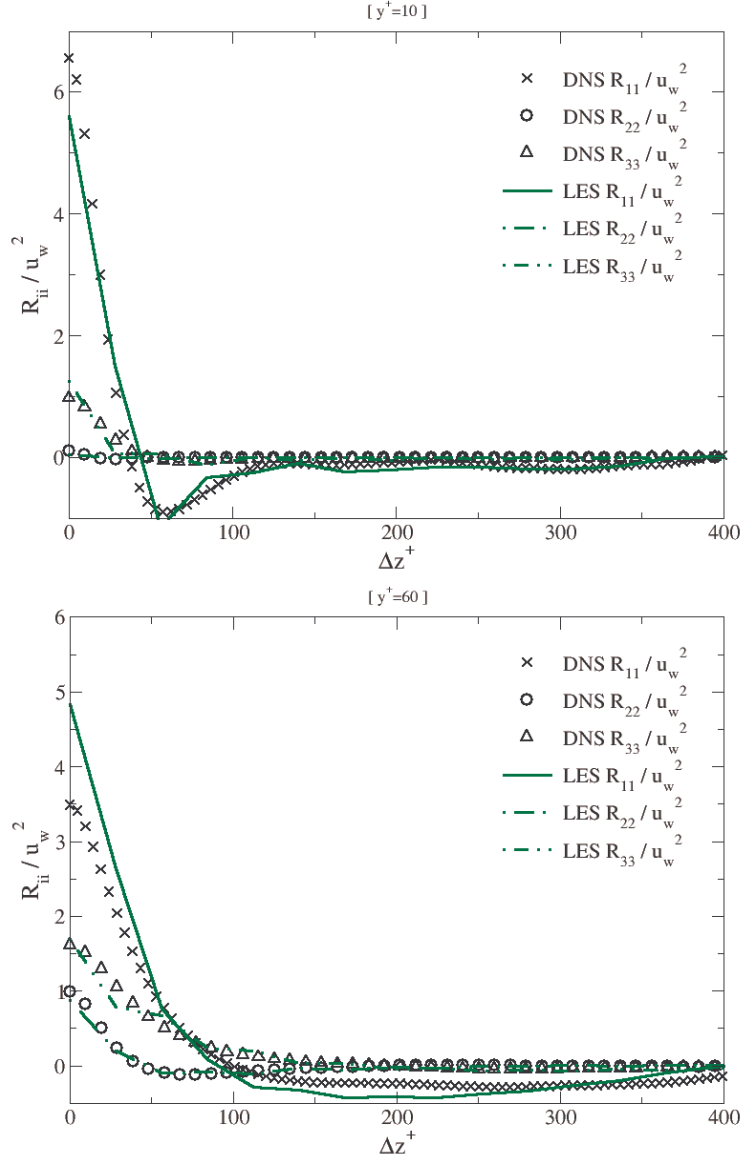 [ y+=10 ]
6
4
2
0
R_ii / u_w^2
DNS R_11 / u_w^2
DNS R_22 / u_w^2
DNS R_33 / u_w^2
LES R_11 / u_w^2
LES R_22 / u_w^2
LES R_33 / u_w^2
0 100 200 300 400
Δz+
[ y+=60 ]
6
5
4
3
2
1
0
R_ii / u_w^2
DNS R_11 / u_w^2
DNS R_22 / u_w^2
DNS R_33 / u_w^2
LES R_11 / u_w^2
LES R_22 / u_w^2
LES R_33 / u_w^2
0 100 200 300 400
Δz+